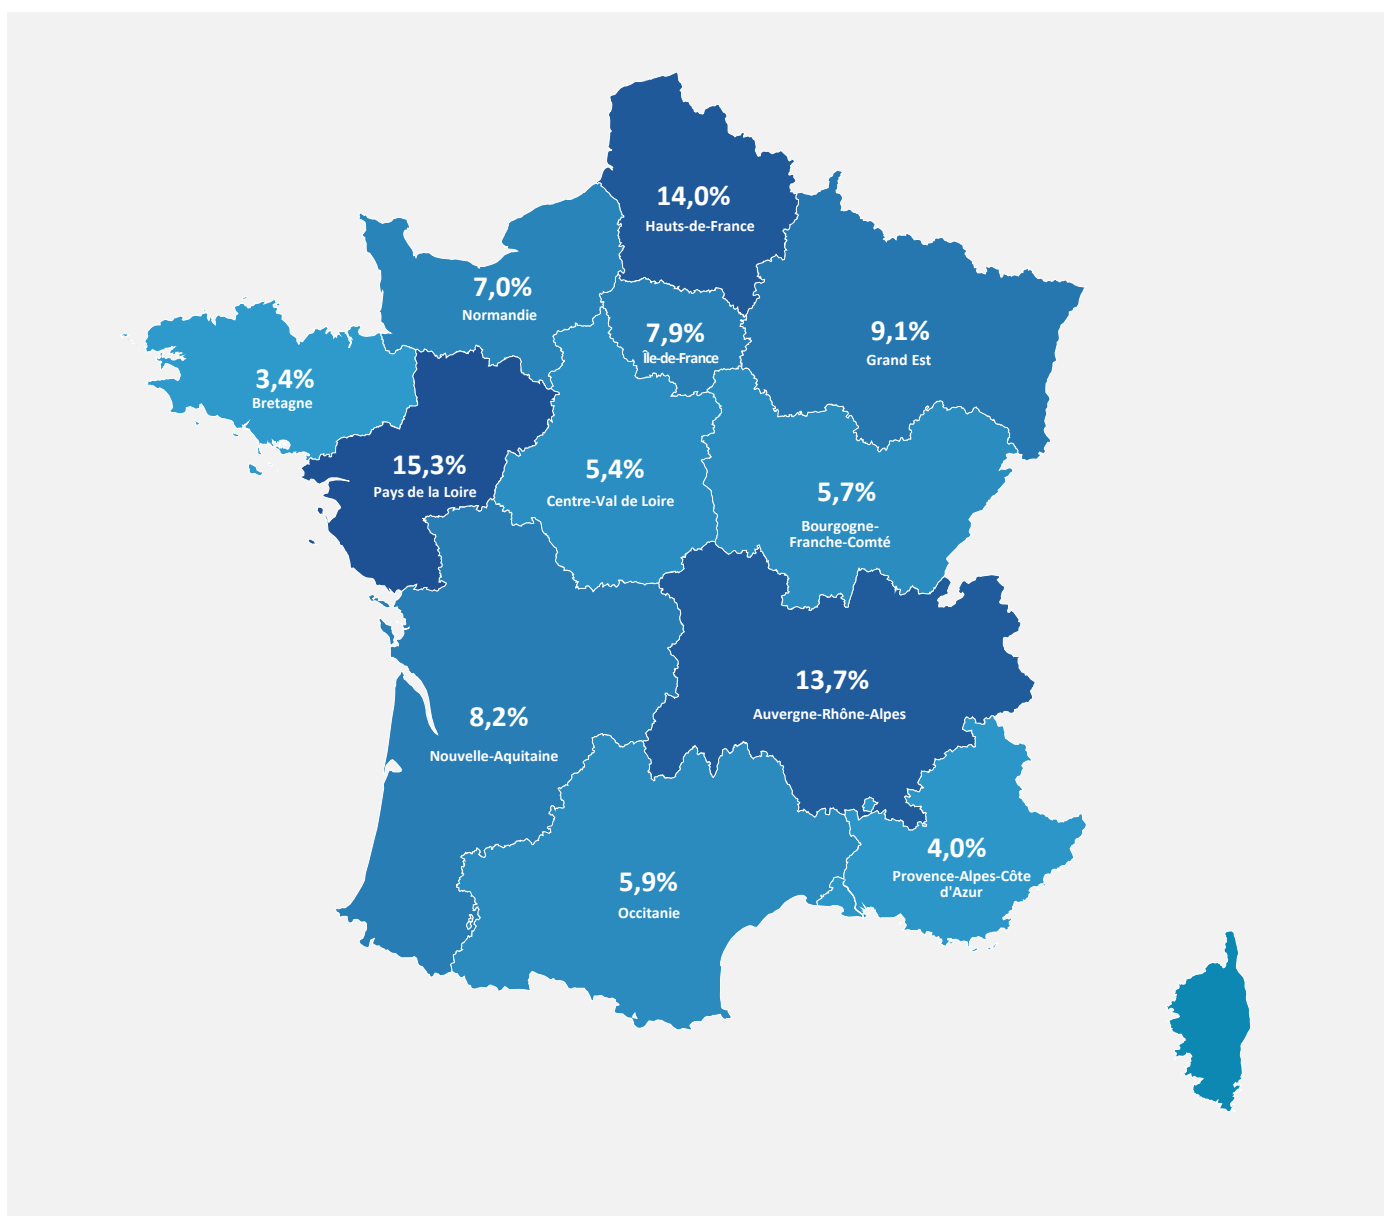 14,0%
Hauts-de-France
7,0%
Normandie
7,9%
Île-de-France
9,1%
Grand Est
3,4%
Bretagne
15,3%
Pays de la Loire
5,4%
Centre-Val de Loire
5,7%
Bourgogne-
Franche-Comté
13,7%
Auvergne-Rhône-Alpes
8,2%
Nouvelle-Aquitaine
4,0%
Provence-Alpes-Côte
d'Azur
5,9%
Occitanie